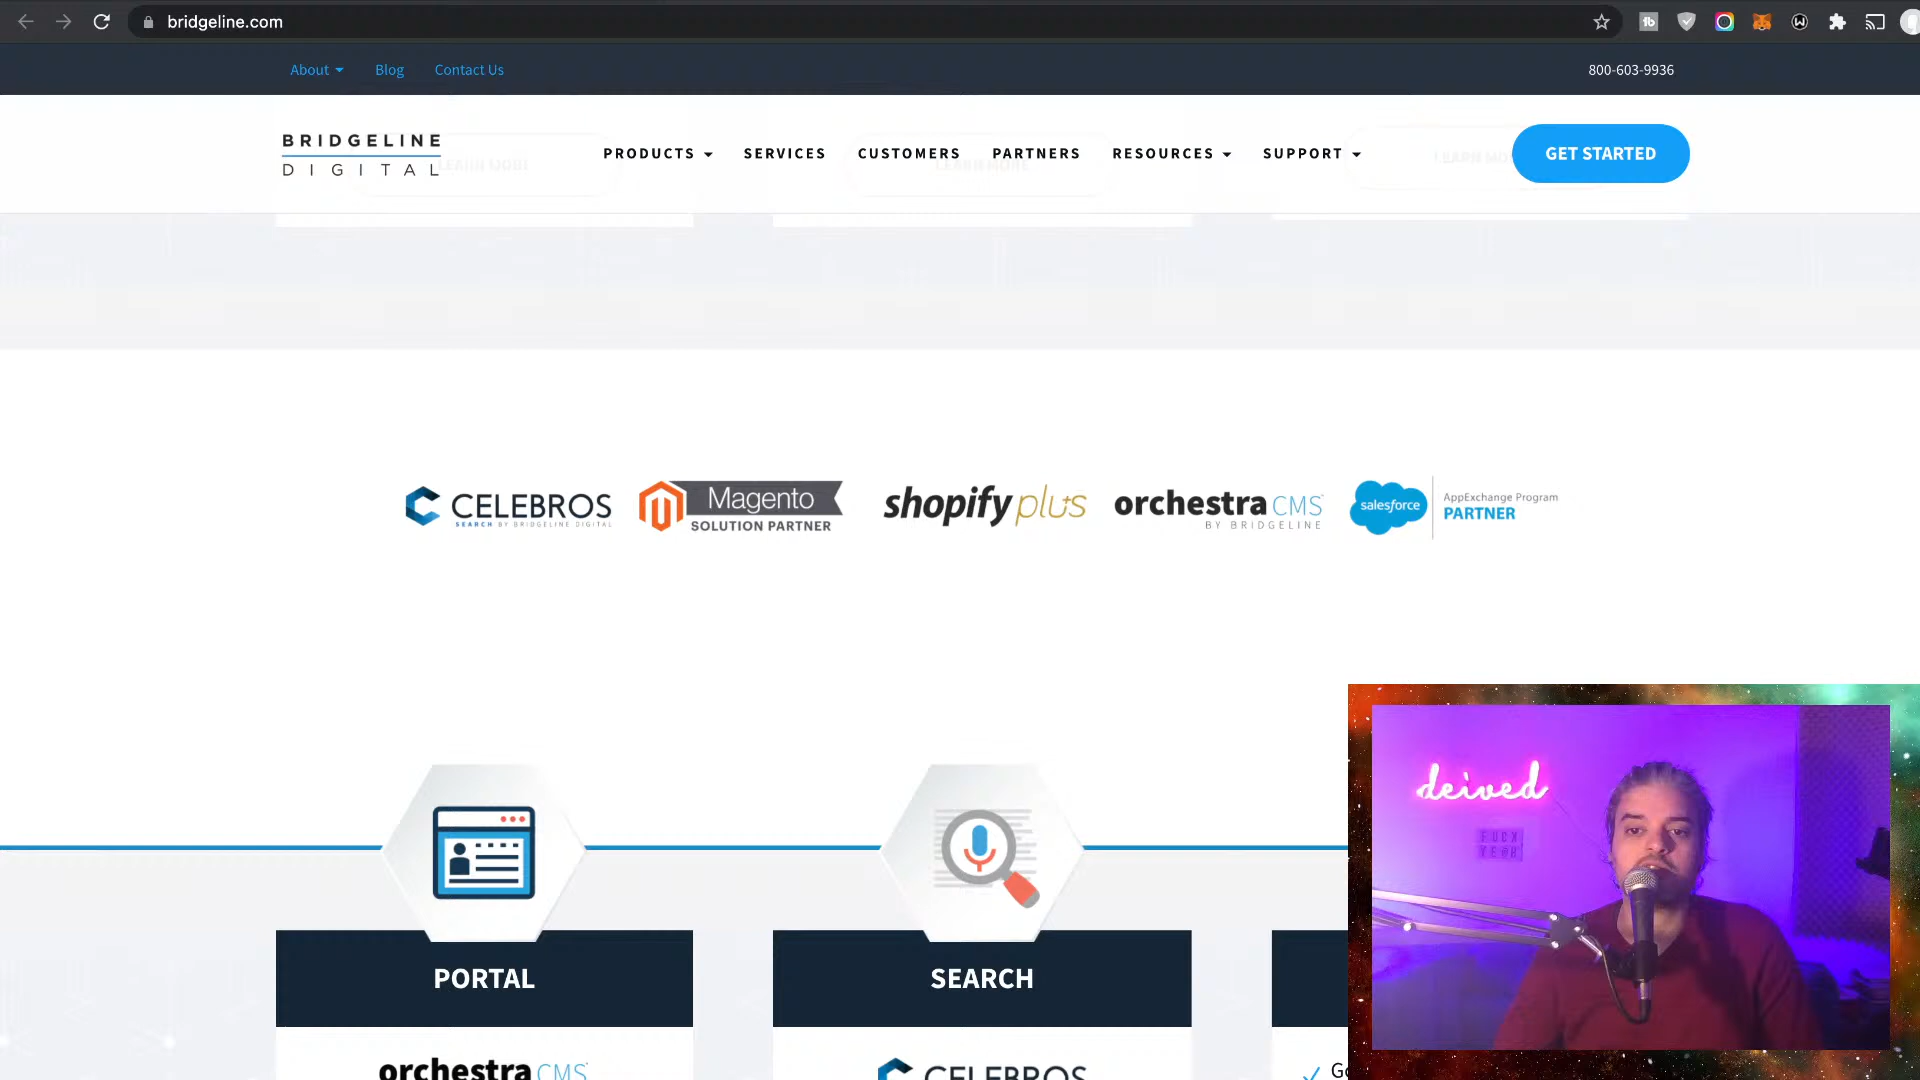 bridgeline.com
About
Blog
Contact Us
800-603-9936
BRIDGELINE
DIGITAL
PRODUCTS
SERVICES
CUSTOMERS
PARTNERS
RESOURCES
SUPPORT
GET STARTED
LEARN MORE
LEARN MORE
CELEBROS
SEARCH BY BRIDGELINE DIGITAL
Magento
SOLUTION PARTNER
shopify plus
orchestra CMS
BY BRIDGELINE
salesforce
AppExchange Program
PARTNER
deived
FUCK
YEAH
PORTAL
SEARCH
orchestra CMS
CELEBROS